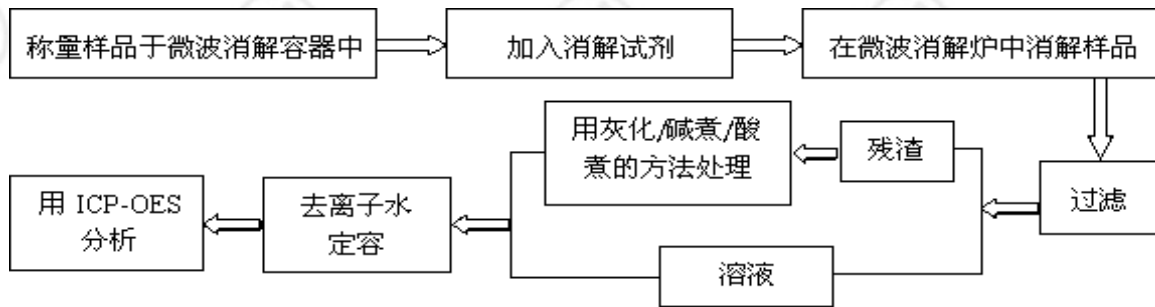 称量样品于微波消解容器中
加入消解试剂
在微波消解炉中消解样品
过滤
残渣
用灰化/碱煮/酸
煮的方法处理
溶液
去离子水
定容
用 ICP-OES
分析